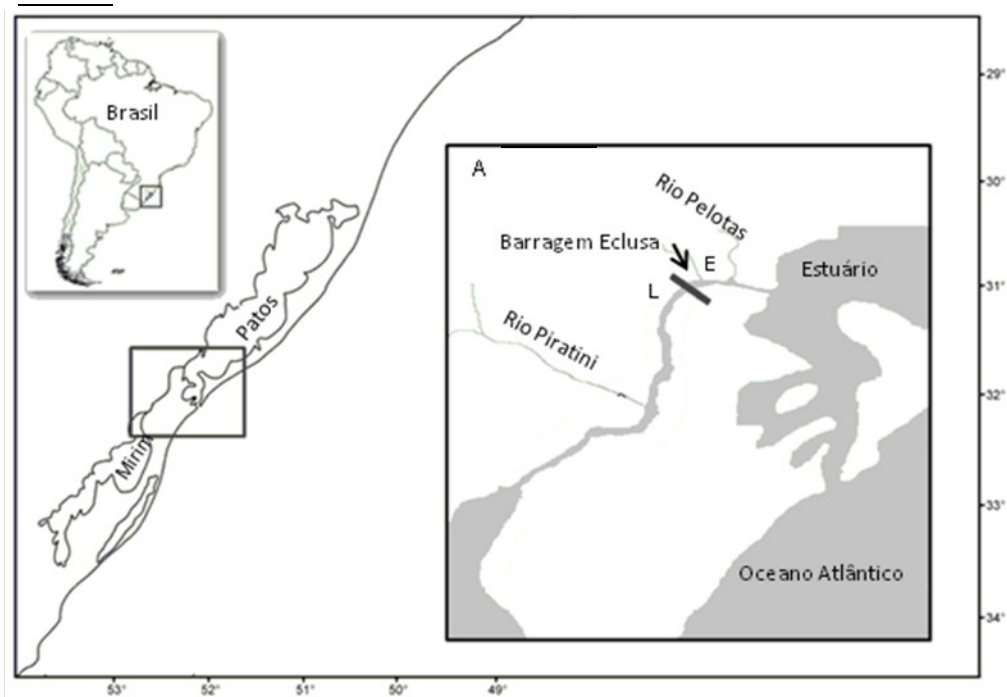 Brasil
Patos
Mirim
A
Rio Pelotas
Barragem Eclusa
E
L
Estuário
Rio Piratini
Oceano Atlântico
29°
30°
31°
32°
33°
34°
53°
52°
51°
50°
49°